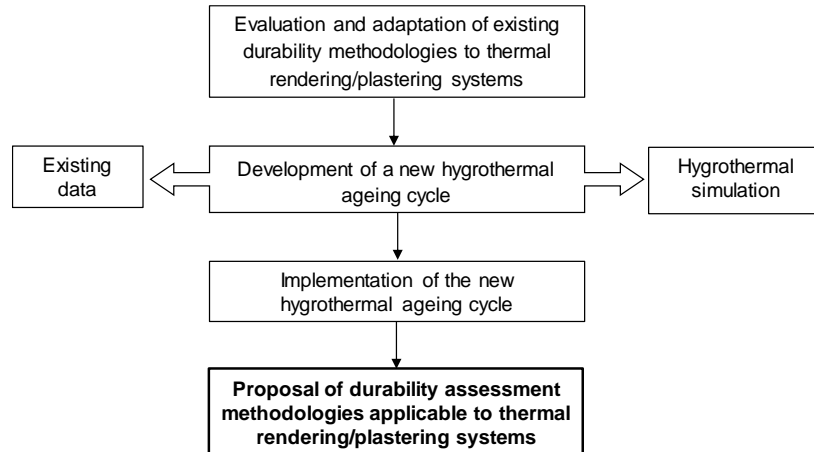 Evaluation and adaptation of existing
durability methodologies to thermal
rendering/plastering systems
Existing
data
Development of a new hygrothermal
ageing cycle
Hygrothermal
simulation
Implementation of the new
hygrothermal ageing cycle
Proposal of durability assessment
methodologies applicable to thermal
rendering/plastering systems